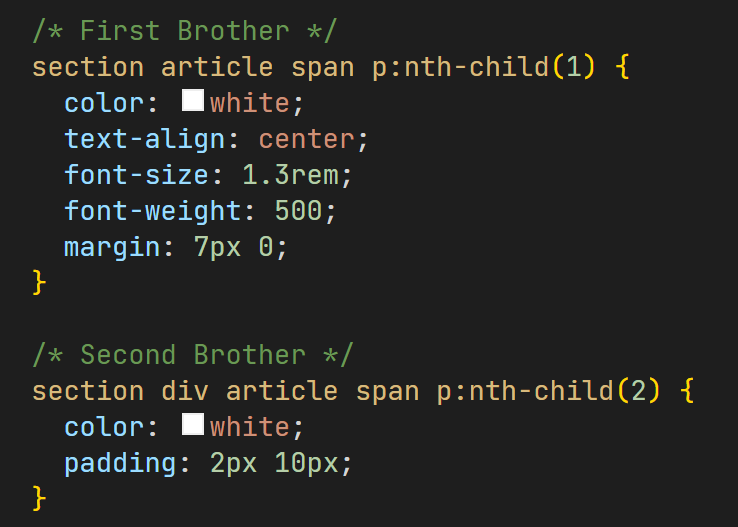 /* First Brother */
section article span p:nth-child(1) {
  color: white;
  text-align: center;
  font-size: 1.3rem;
  font-weight: 500;
  margin: 7px 0;
}

/* Second Brother */
section div article span p:nth-child(2) {
  color: white;
  padding: 2px 10px;
}